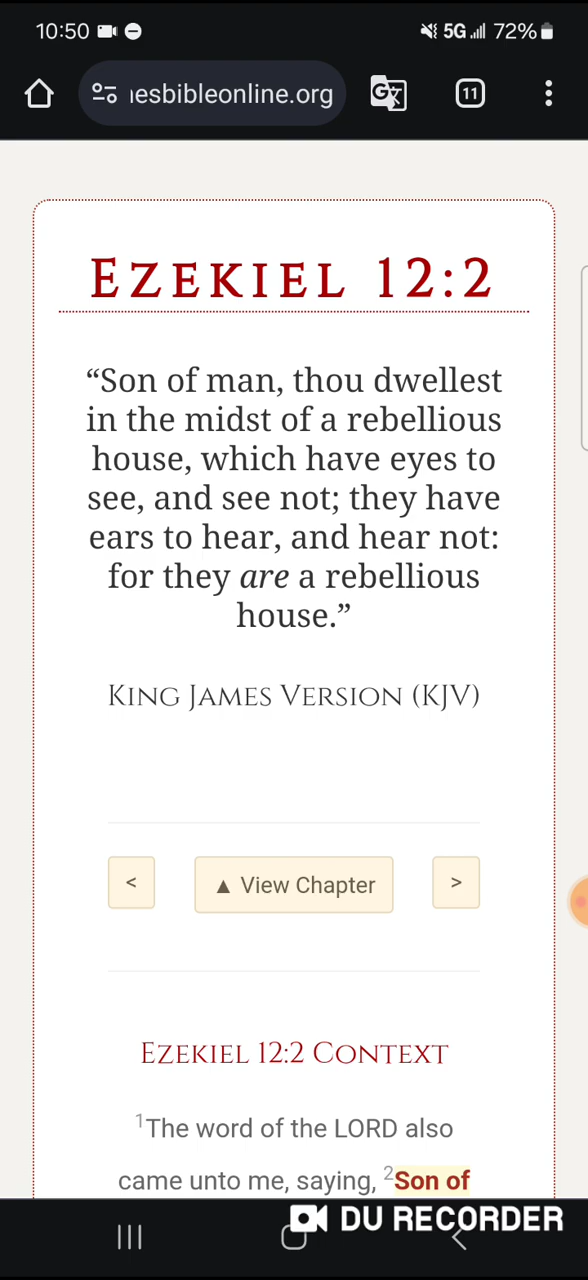 10:50
5G 72%
nesbibleonline.org
11
EZEKIEL 12:2
“Son of man, thou dwellest
in the midst of a rebellious
house, which have eyes to
see, and see not; they have
ears to hear, and hear not:
for they are a rebellious
house.”
KING JAMES VERSION (KJV)
< ▲ View Chapter >
EZEKIEL 12:2 CONTEXT
1The word of the LORD also
came unto me, saying, 2Son of
DU RECORDER